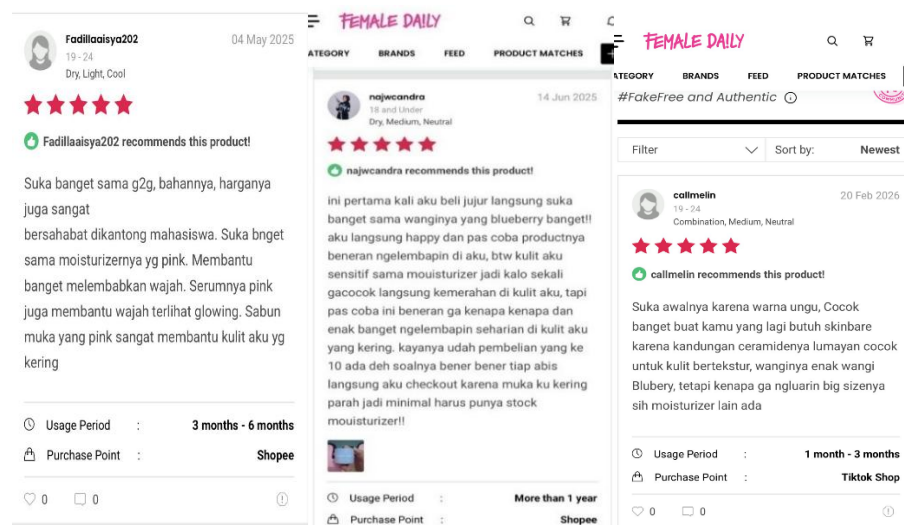 Fadillaaisya202
04 May 2025
19 - 24
Dry, Light, Cool
Fadillaaisya202 recommends this product!
Suka banget sama g2g, bahannya, harganya
juga sangat
bersahabat dikantong mahasiswa. Suka bnget
sama moisturizernya yg pink. Membantu
banget melembabkan wajah. Serumnya pink
juga membantu wajah terlihat glowing. Sabun
muka yang pink sangat membantu kulit aku yg
kering
Usage Period : 3 months - 6 months
Purchase Point : Shopee
0 0
FEMALE DAILY
ATEGORY BRANDS FEED PRODUCT MATCHES
najwcandra
14 Jun 2025
18 and Under
Dry, Medium, Neutral
najwcandra recommends this product!
ini pertama kali aku beli jujur langsung suka
banget sama wanginya yang blueberry banget!!
aku langsung happy dan pas coba productnya
beneran ngelembapin di aku, btw kulit aku
sensitif sama mouisturizer jadi kalo sekali
gacocok langsung kemerahan di kulit aku, tapi
pas coba ini beneran ga kenapa kenapa dan
enak banget ngelembapin seharian di kulit aku
yang kering. kayanya udah pembelian yang ke
10 ada deh soalnya bener bener tiap abis
langsung aku checkout karena muka ku kering
parah jadi minimal harus punya stock
mouisturizer!!
Usage Period : More than 1 year
Purchase Point : Shopee
FEMALE DAILY
ATEGORY BRANDS FEED PRODUCT MATCHES
#FakeFree and Authentic
Filter
Sort by: Newest
callmelin
20 Feb 2026
19 - 24
Combination, Medium, Neutral
callmelin recommends this product!
Suka awalnya karena warna ungu, Cocok
banget buat kamu yang lagi butuh skinbare
karena kandungan ceramidenya lumayan cocok
untuk kulit bertekstur, wanginya enak wangi
Blubery, tetapi kenapa ga ngluarin big sizenya
sih moisturizer lain ada
Usage Period : 1 month - 3 months
Purchase Point : Tiktok Shop
0 0